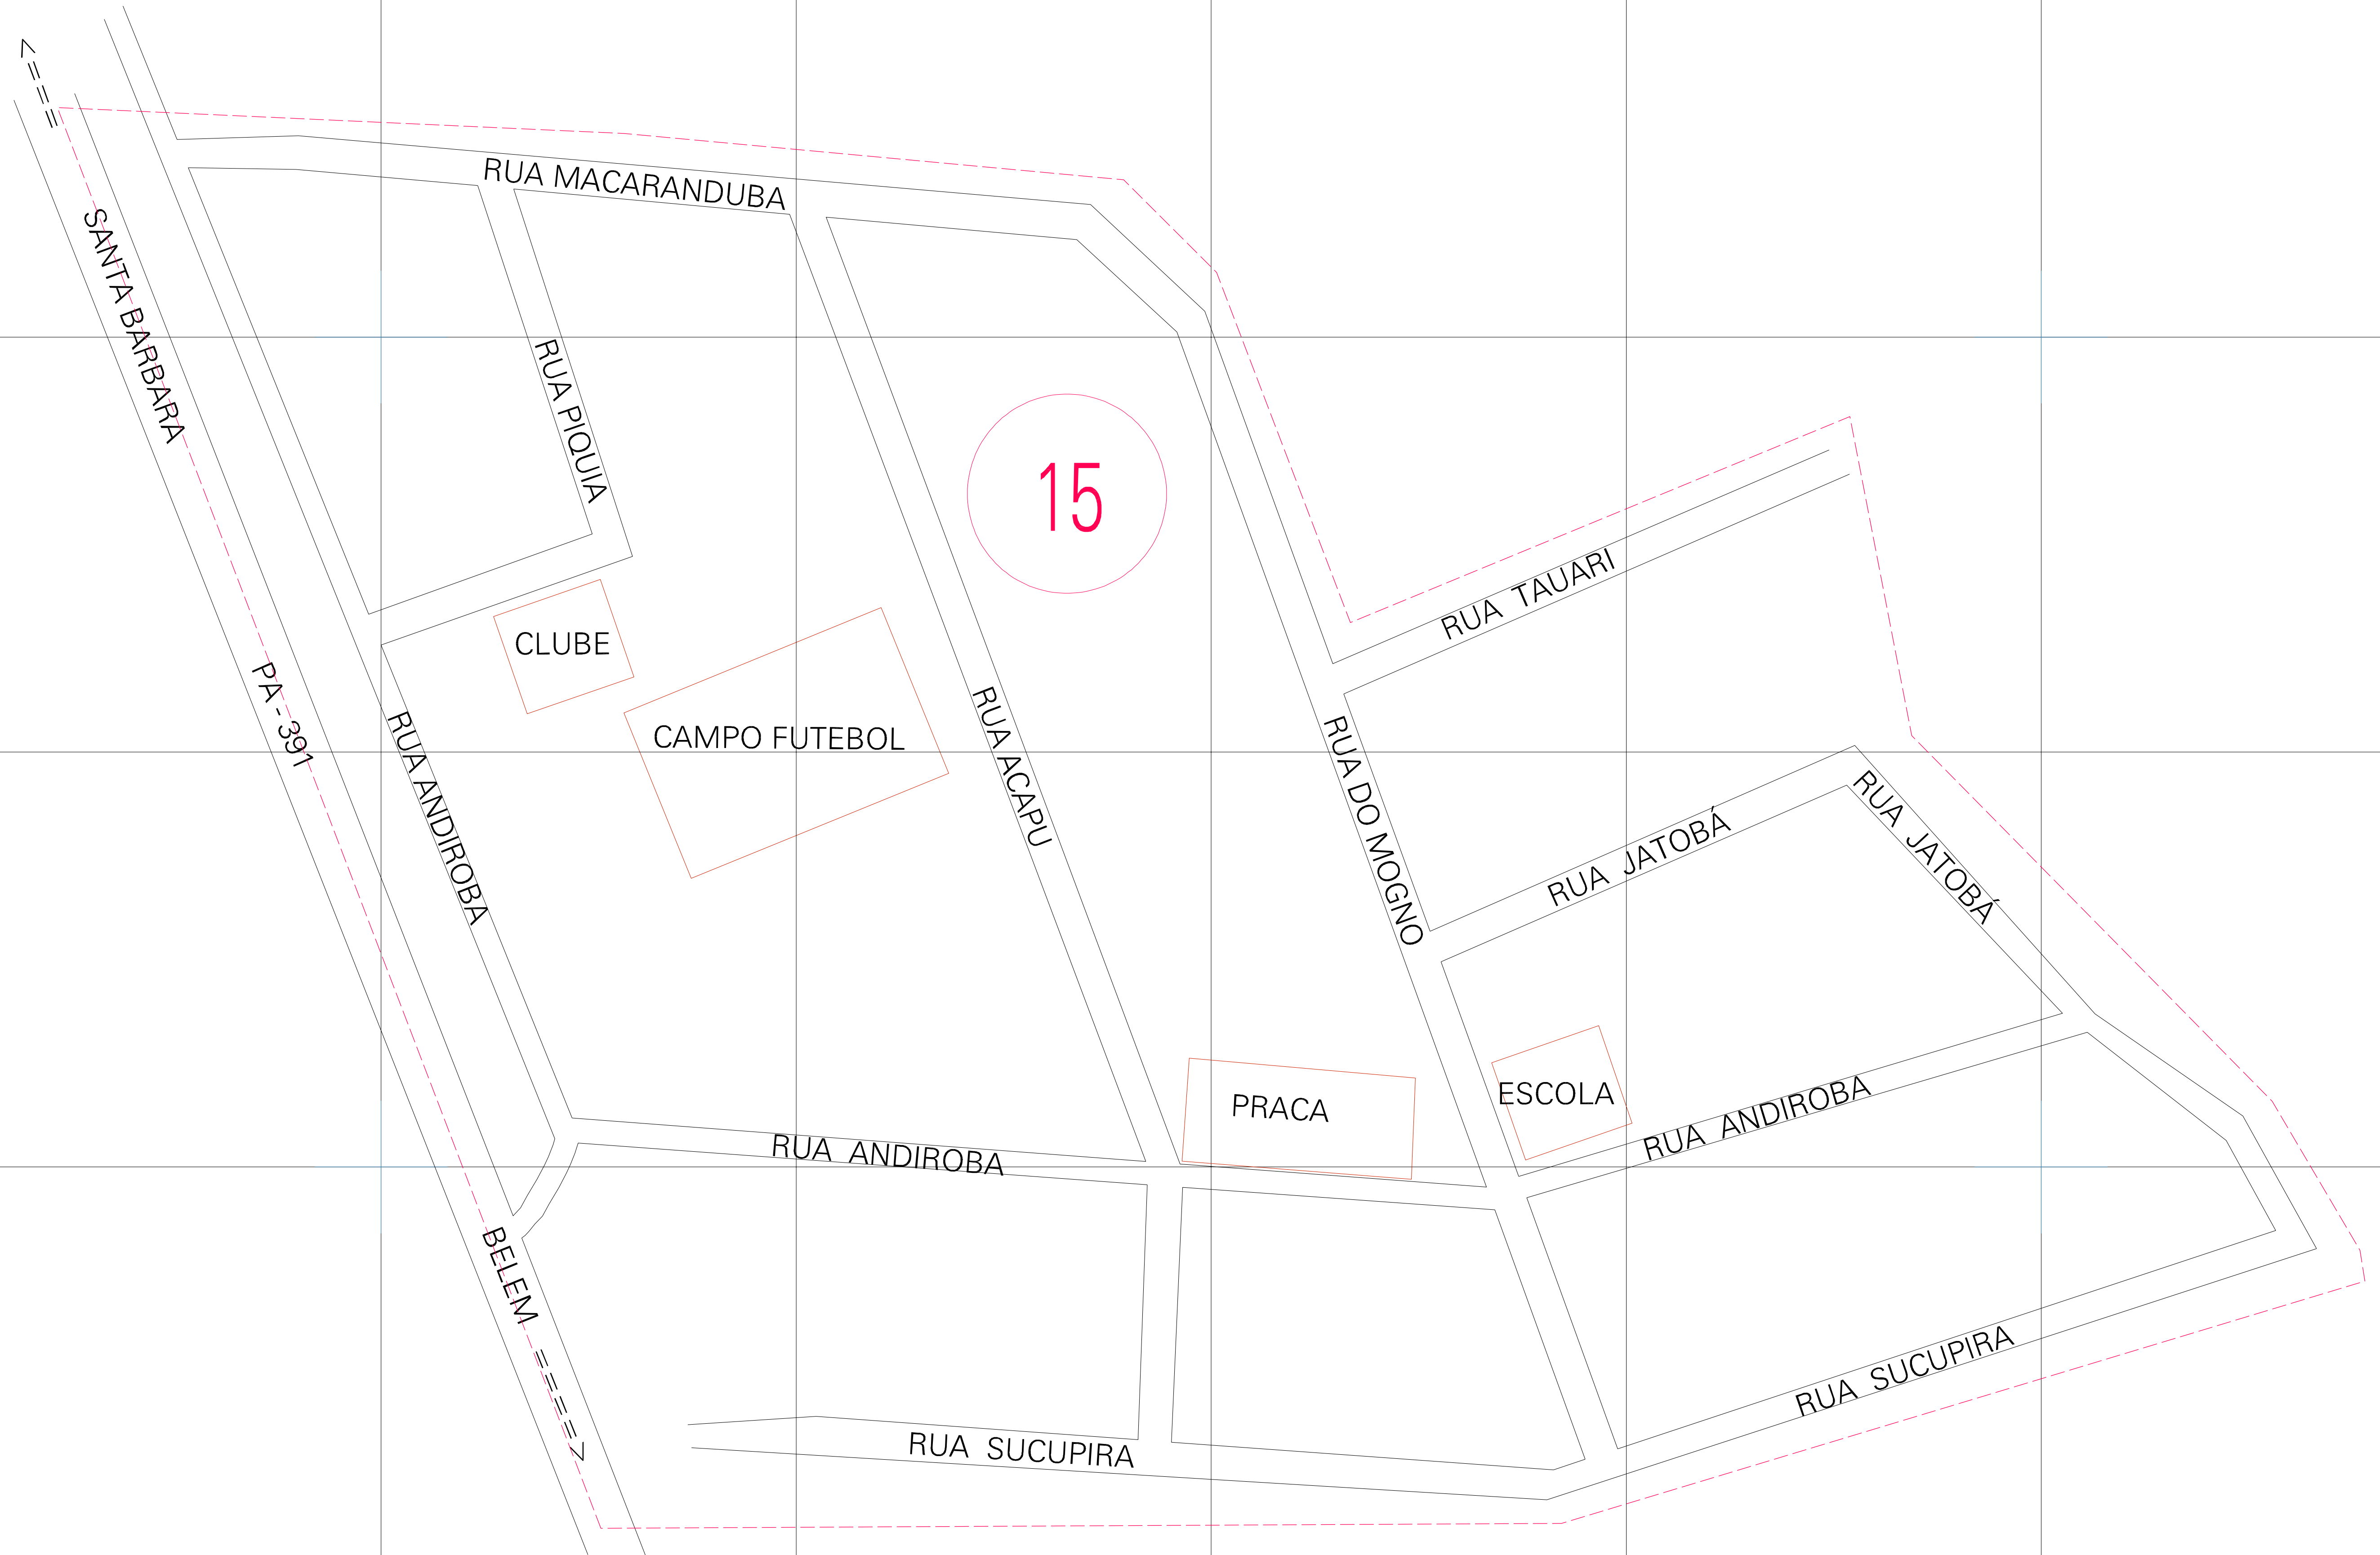 RUA MACARANDUBA
SANTA BARBARA
RUA PIQUIA
15
RUA TAUARI
CLUBE
PA - 391
RUA ANDIROBA
CAMPO FUTEBOL
RUA ACAPU
RUA DO MOGNO
RUA JATOBÁ
RUA JATOBÁ
PRACA
ESCOLA
RUA ANDIROBA
RUA ANDIROBA
BELEM ====>
<===
RUA SUCUPIRA
RUA SUCUPIRA